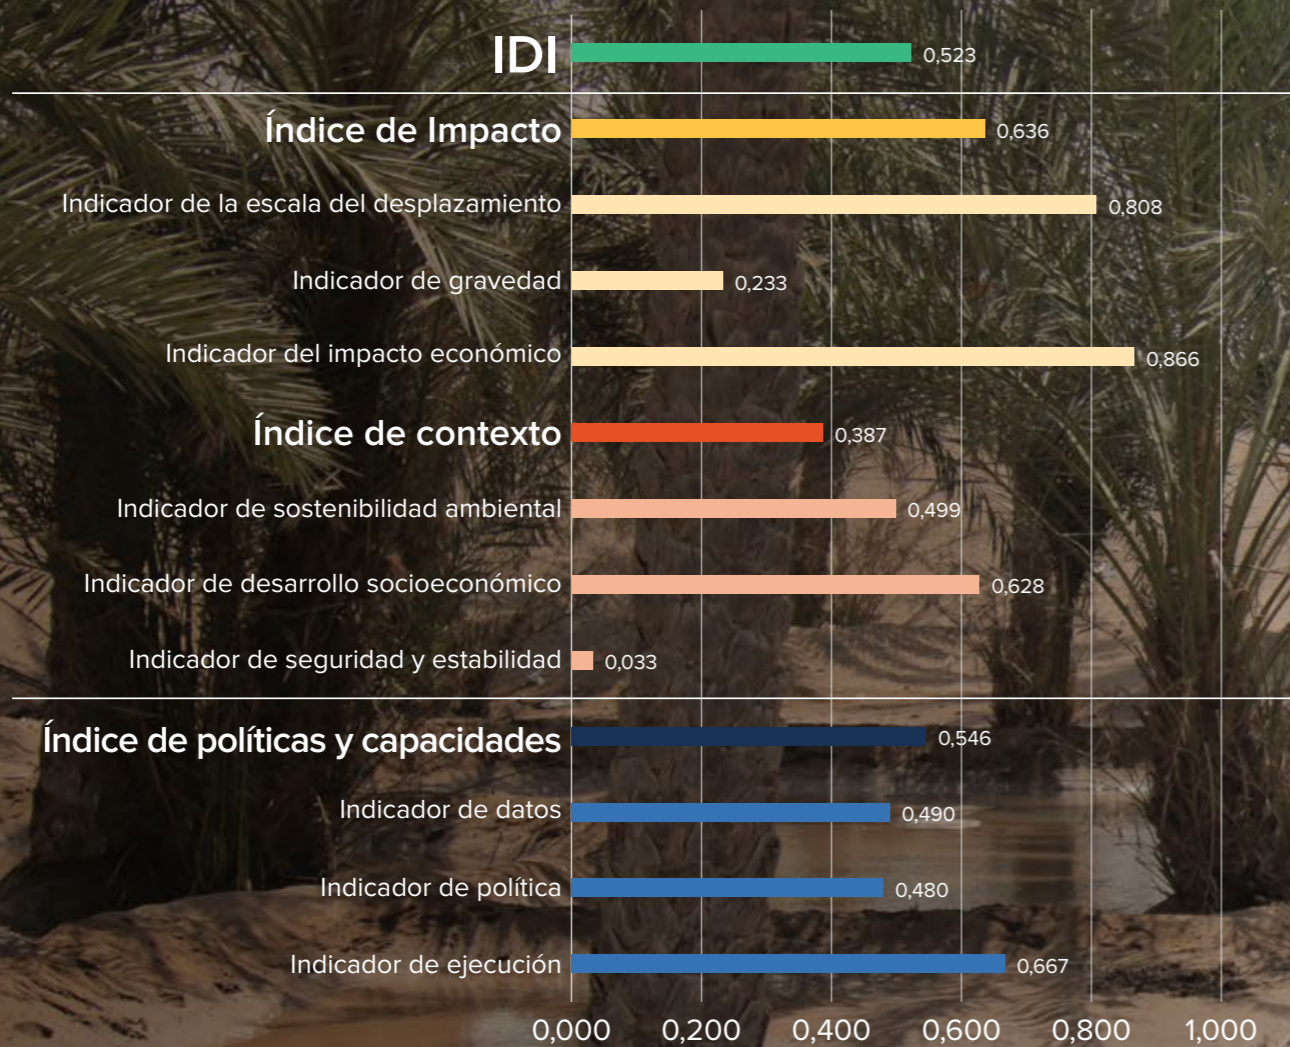 IDI 0,523
Índice de Impacto 0,636
Indicador de la escala del desplazamiento 0,808
Indicador de gravedad 0,233
Indicador del impacto económico 0,866
Índice de contexto 0,387
Indicador de sostenibilidad ambiental 0,499
Indicador de desarrollo socioeconómico 0,628
Indicador de seguridad y estabilidad 0,033
Índice de políticas y capacidades 0,546
Indicador de datos 0,490
Indicador de política 0,480
Indicador de ejecución 0,667
0,000 0,200 0,400 0,600 0,800 1,000